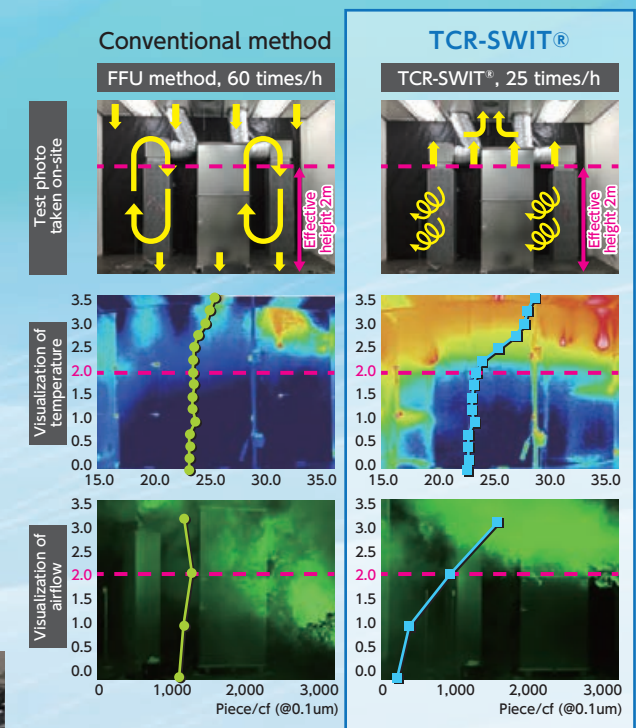 Conventional method
FFU method, 60 times/h
TCR-SWIT®
TCR-SWIT®, 25 times/h
Test photo
taken on-site
Effective
height 2m
Effective
height 2m
Visualization of
temperature
3.5
3.0
2.5
2.0
1.5
1.0
0.5
0.0
15.0 20.0 25.0 30.0 35.0
3.5
3.0
2.5
2.0
1.5
1.0
0.5
0.0
15.0 20.0 25.0 30.0 35.0
Visualization of
airflow
3.5
3.0
2.5
2.0
1.5
1.0
0.5
0.0
0 1,000 2,000 3,000
Piece/cf (@0.1um)
3.5
3.0
2.5
2.0
1.5
1.0
0.5
0.0
0 1,000 2,000 3,000
Piece/cf (@0.1um)